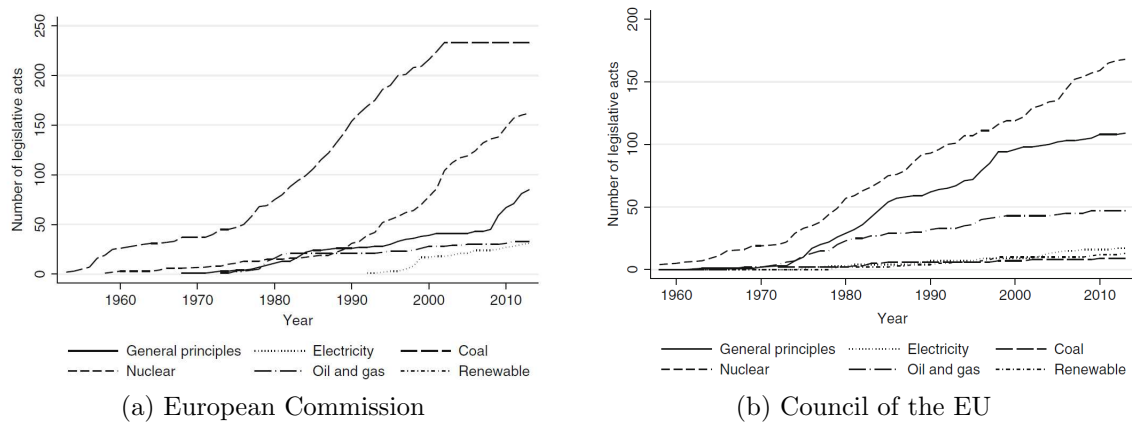 Number of legislative acts
250
200
150
100
50
0
1960 1970 1980 1990 2000 2010
Year
General principles Electricity Coal
Nuclear Oil and gas Renewable
(a) European Commission
Number of legislative acts
200
150
100
50
0
1960 1970 1980 1990 2000 2010
Year
General principles Electricity Coal
Nuclear Oil and gas Renewable
(b) Council of the EU